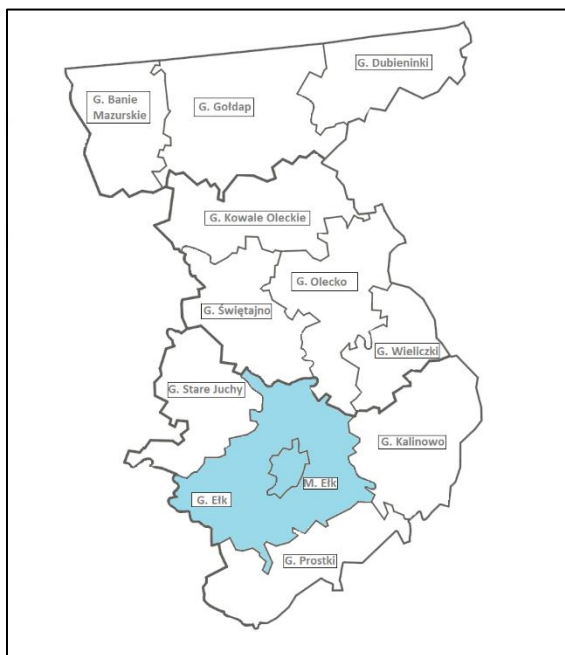 G. Dubieninki
G. Banie
Mazurskie
G. Gołdap
G. Kowale Oleckie
G. Olecko
G. Świętajno
G. Wieliczki
G. Stare Juchy
G. Kalinowo
M. Ełk
G. Ełk
G. Prostki